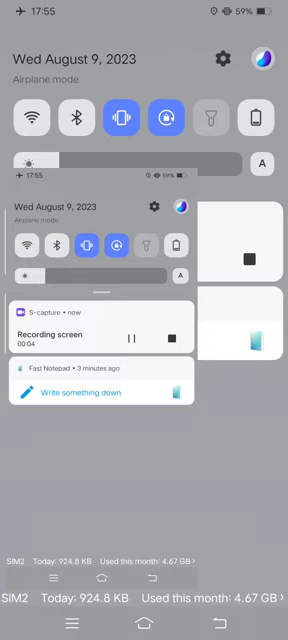 17:55
59%
Wed August 9, 2023
Airplane mode
A
17:55
59%
Wed August 9, 2023
Airplane mode
A
S-capture • now
Recording screen
00:04
Fast Notepad • 3 minutes ago
Write something down
SIM2 Today: 924.8 KB Used this month: 4.67 GB ›
SIM2 Today: 924.8 KB Used this month: 4.67 GB ›